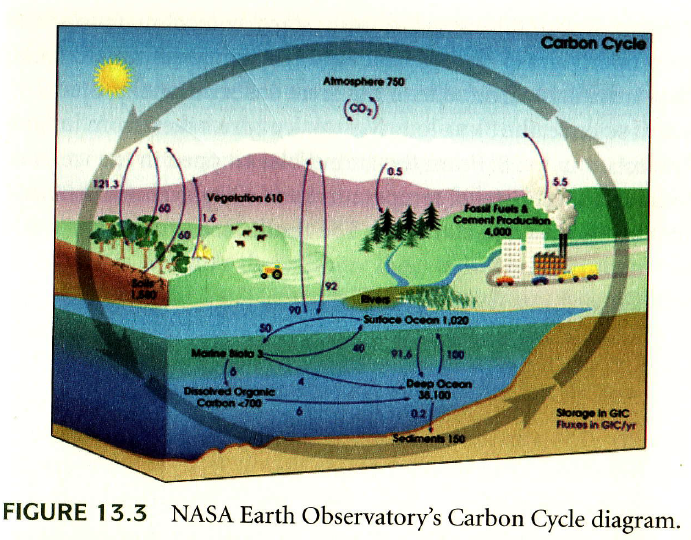 Carbon Cycle
Atmosphere 750
(CO2)
121.3
60
60
1.6
Vegetation 610
0.5
5.5
Fossil Fuels &
Cement Production
4,000
Soils
1,580
90
92
Rivers
Surface Ocean 1,020
50
40
Marine Biota 3
91.6
100
6
4
Dissolved Organic
Carbon <700
6
Deep Ocean
38,100
0.2
Sediments 150
Storage in GtC
Fluxes in GtC/yr
FIGURE 13.3 NASA Earth Observatory's Carbon Cycle diagram.